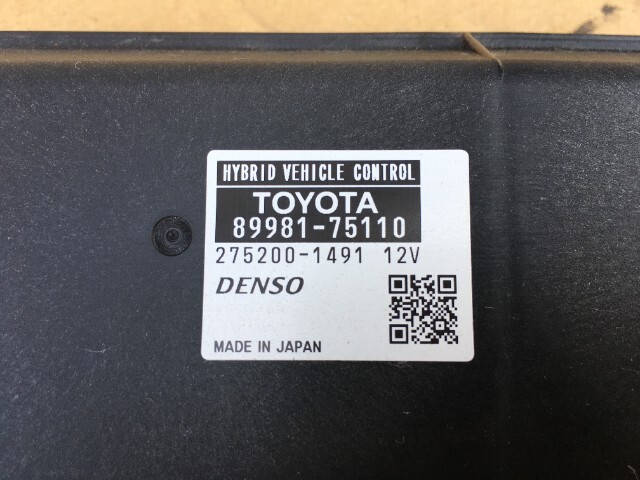 HYBRID VEHICLE CONTROL
TOYOTA
89981-75110
275200-1491 12V
DENSO
MADE IN JAPAN